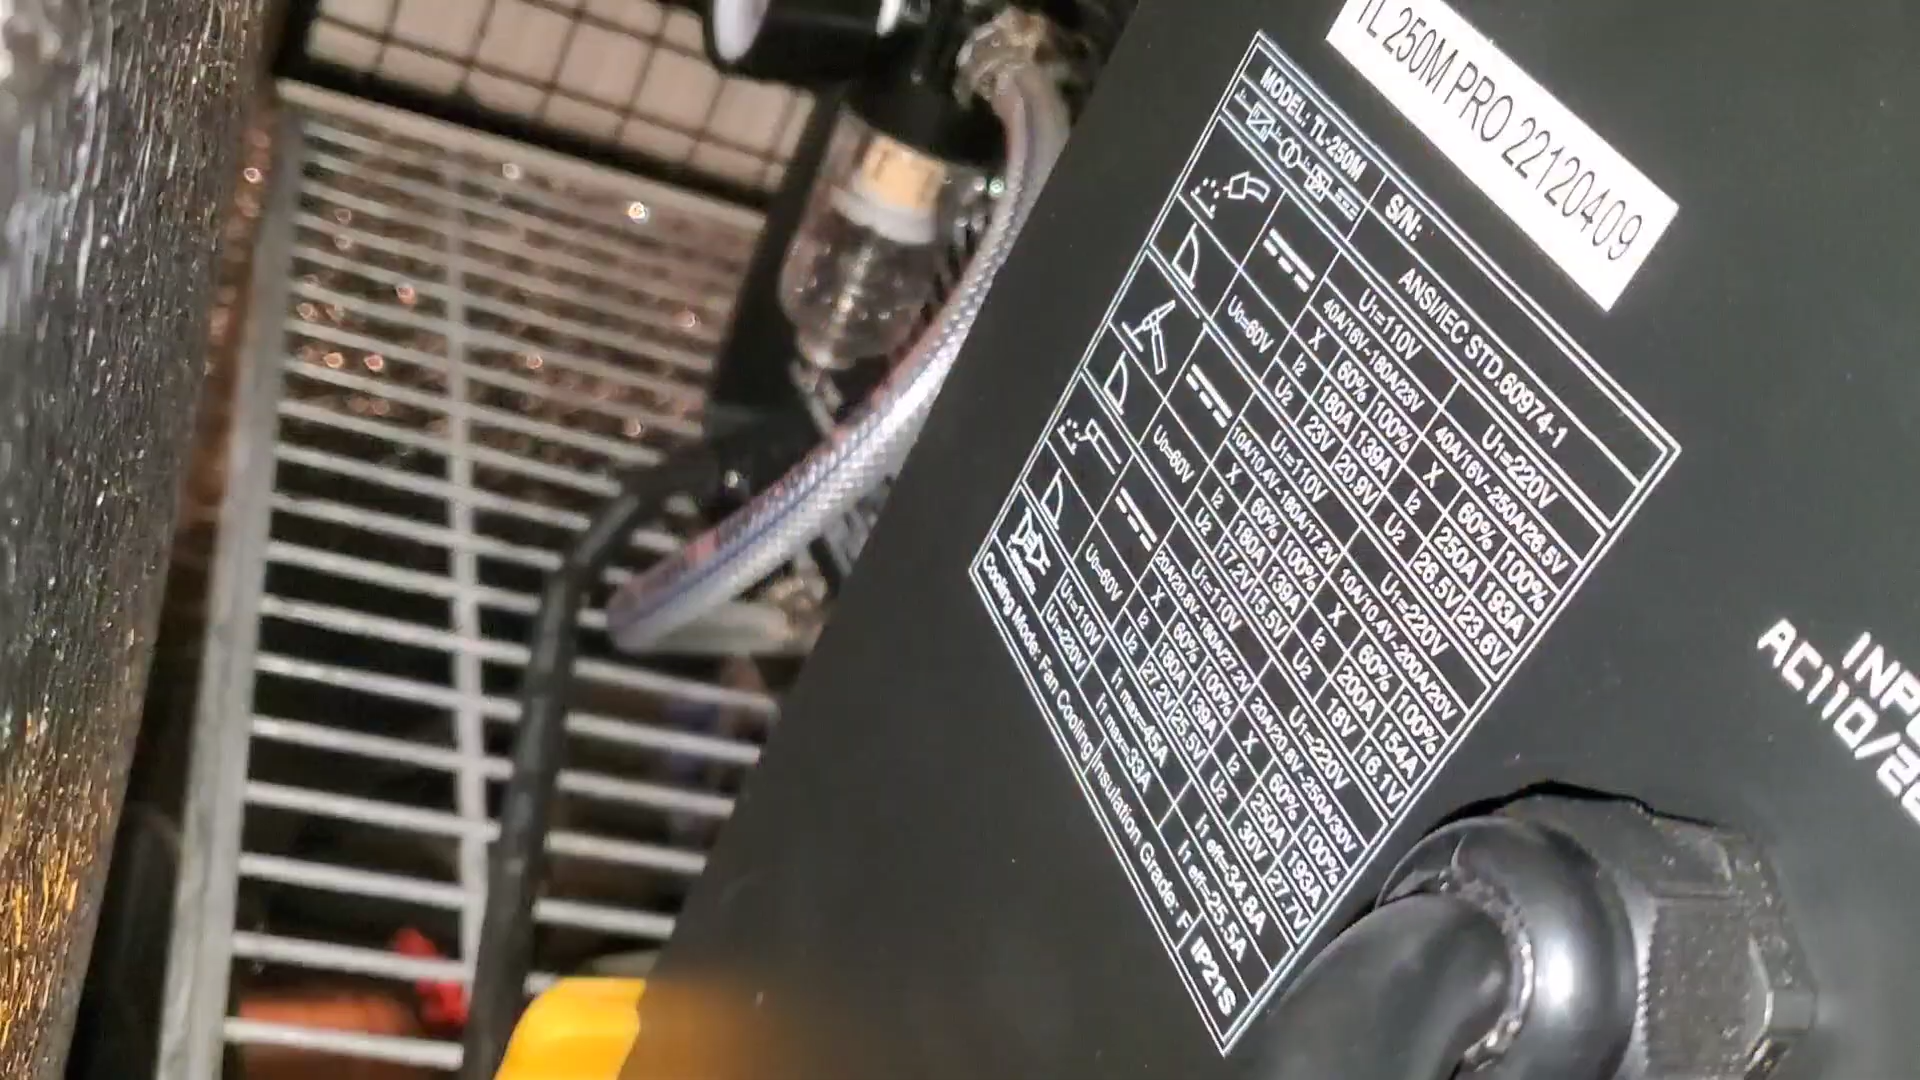 TL 250M PRO 22120409
MODEL: TL-250M
S/N:
ANSI/IEC STD.60974-1
U1=110V
U1=220V
40A/16V~180A/23V
40A/16V~250A/26.5V
X 60% 100%
X 60% 100%
U0=60V
I2 180A 139A
I2 250A 193A
U2 23V 20.9V
U2 26.5V 23.6V
U1=110V
U1=220V
10A/10.4V~180A/17.2V
10A/10.4V~200A/20V
X 60% 100%
X 60% 100%
U0=60V
I2 180A 139A
I2 200A 154A
U2 17.2V 15.5V
U2 18V 16.1V
U1=110V
U1=220V
20A/20.8V~180A/27.2V
20A/20.8V~250A/30V
X 60% 100%
X 60% 100%
U0=60V
I2 180A 139A
I2 250A 193A
U2 27.2V 25.5V
U2 30V 27.7V
U1=110V I1 max=45A I1 eff=34.8A
U1=220V I1 max=33A I1 eff=25.5A
Cooling Mode: Fan Cooling Insulation Grade: F IP21S
AC110/2